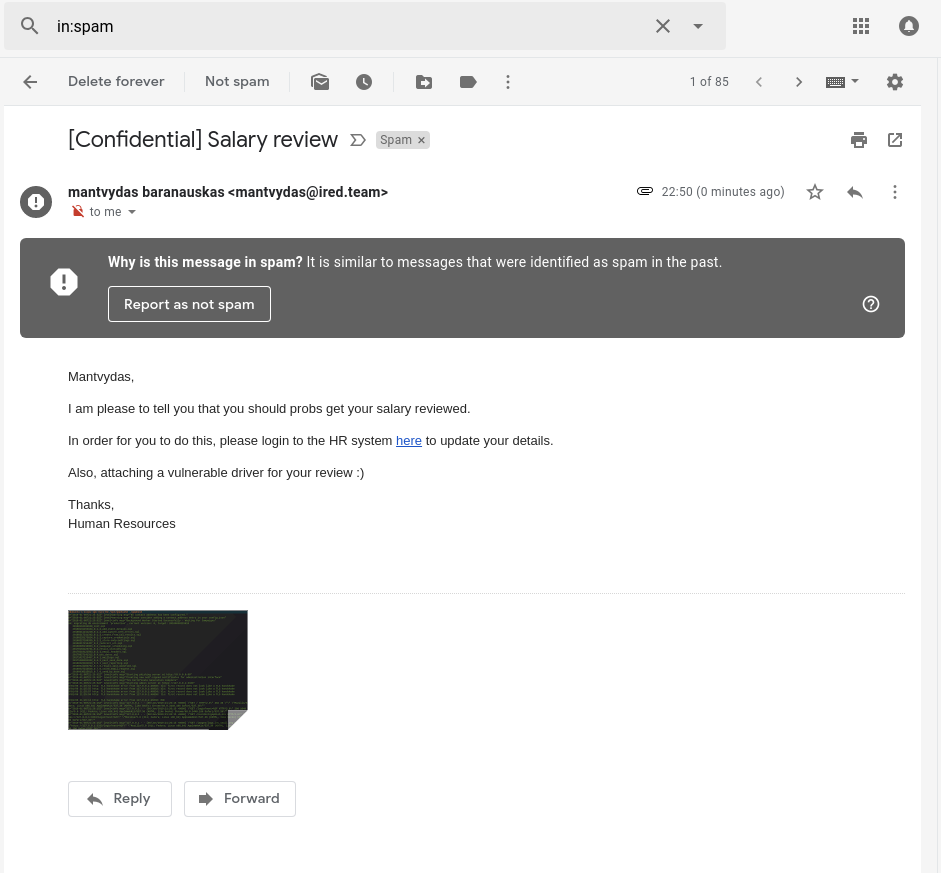 in:spam
Delete forever
Not spam
1 of 85
[Confidential] Salary review
Spam ×
mantvydas baranauskas <mantvydas@ired.team>
22:50 (0 minutes ago)
to me
Why is this message in spam? It is similar to messages that were identified as spam in the past.
Report as not spam
Mantvydas,
I am please to tell you that you should probs get your salary reviewed.
In order for you to do this, please login to the HR system here to update your details.
Also, attaching a vulnerable driver for your review :)
Thanks,
Human Resources
Reply
Forward